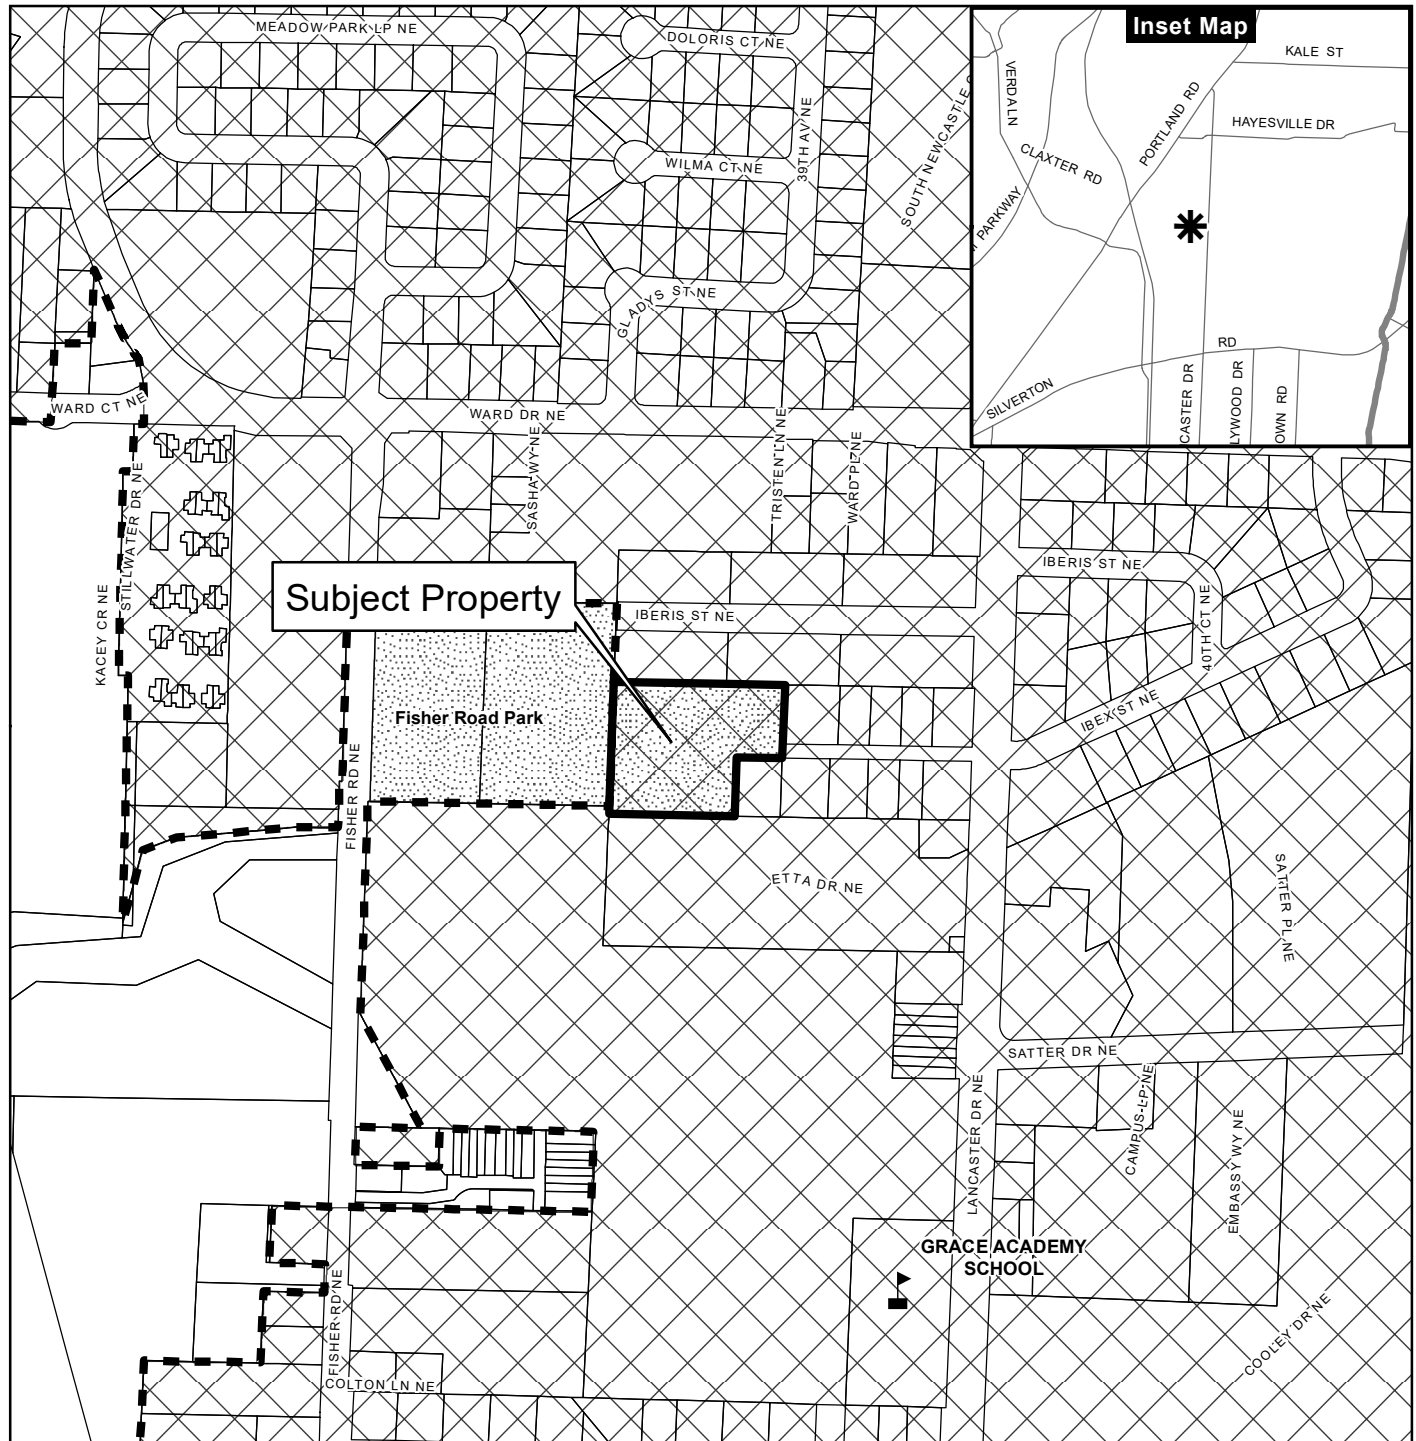 MEADOW PARK LP NE
DOLORIS CT NE
39TH AV NE
WILMA CT NE
GLADYS ST NE
WARD CT NE
WARD DR NE
STILLWATER DR NE
KACEY CR NE
SASHA WY NE
TRISTEN LN NE
WARD PL NE
Inset Map
KALE ST
VERDA LN
PORTLAND RD
HAYESVILLE DR
CLAXTER RD
PARKWAY
RD
SILVERTON
CASTER DR
LYWOOD DR
OWN RD
SOUTH NEWCASTLE
Subject Property
IBERIS ST NE
IBERIS ST NE
40TH CT NE
IBEX ST NE
Fisher Road Park
FISHER RD NE
ETTA DR NE
SATTER PL NE
SATTER DR NE
LANCASTER DR NE
CAMPUS LP NE
EMBASSY WY NE
GRACE ACADEMY
SCHOOL
FISHER RD NE
COOLEY DR NE
COLTON LN NE